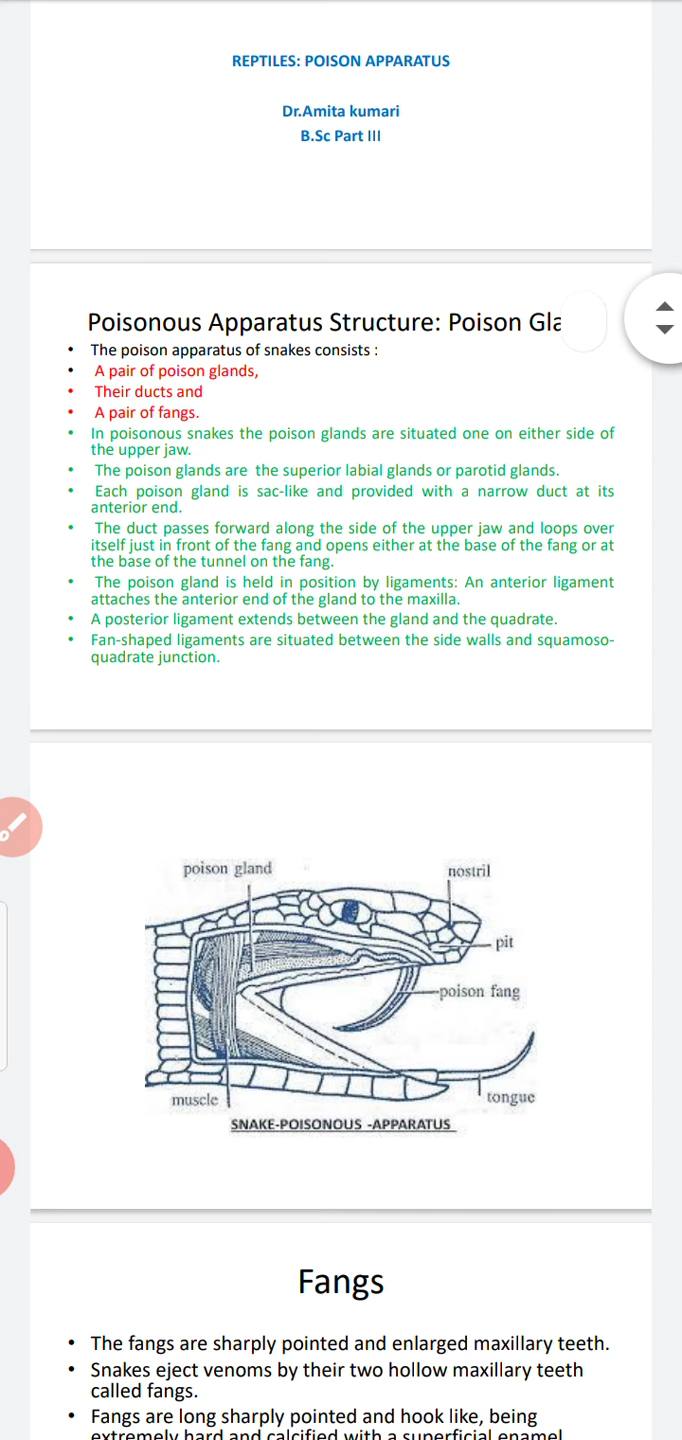 REPTILES: POISON APPARATUS
Dr.Amita kumari
B.Sc Part III
Poisonous Apparatus Structure: Poison
• The poison apparatus of snakes consists :
• A pair of poison glands,
• Their ducts and
• A pair of fangs.
• In poisonous snakes the poison glands are situated one on either side of
the upper jaw.
• The poison glands are the superior labial glands or parotid glands.
• Each poison gland is sac-like and provided with a narrow duct at its
anterior end.
• The duct passes forward along the side of the upper jaw and loops over
itself just in front of the fang and opens either at the base of the fang or at
the base of the tunnel on the fang.
• The poison gland is held in position by ligaments: An anterior ligament
attaches the anterior end of the gland to the maxilla.
• A posterior ligament extends between the gland and the quadrate.
• Fan-shaped ligaments are situated between the side walls and squamoso-
quadrate junction.
poison gland
nostril
pit
poison fang
muscle
tongue
SNAKE-POISONOUS -APPARATUS
Fangs
• The fangs are sharply pointed and enlarged maxillary teeth.
• Snakes eject venoms by their two hollow maxillary teeth
called fangs.
• Fangs are long sharply pointed and hook like, being
extremely hard and calcified with a superficial enamel